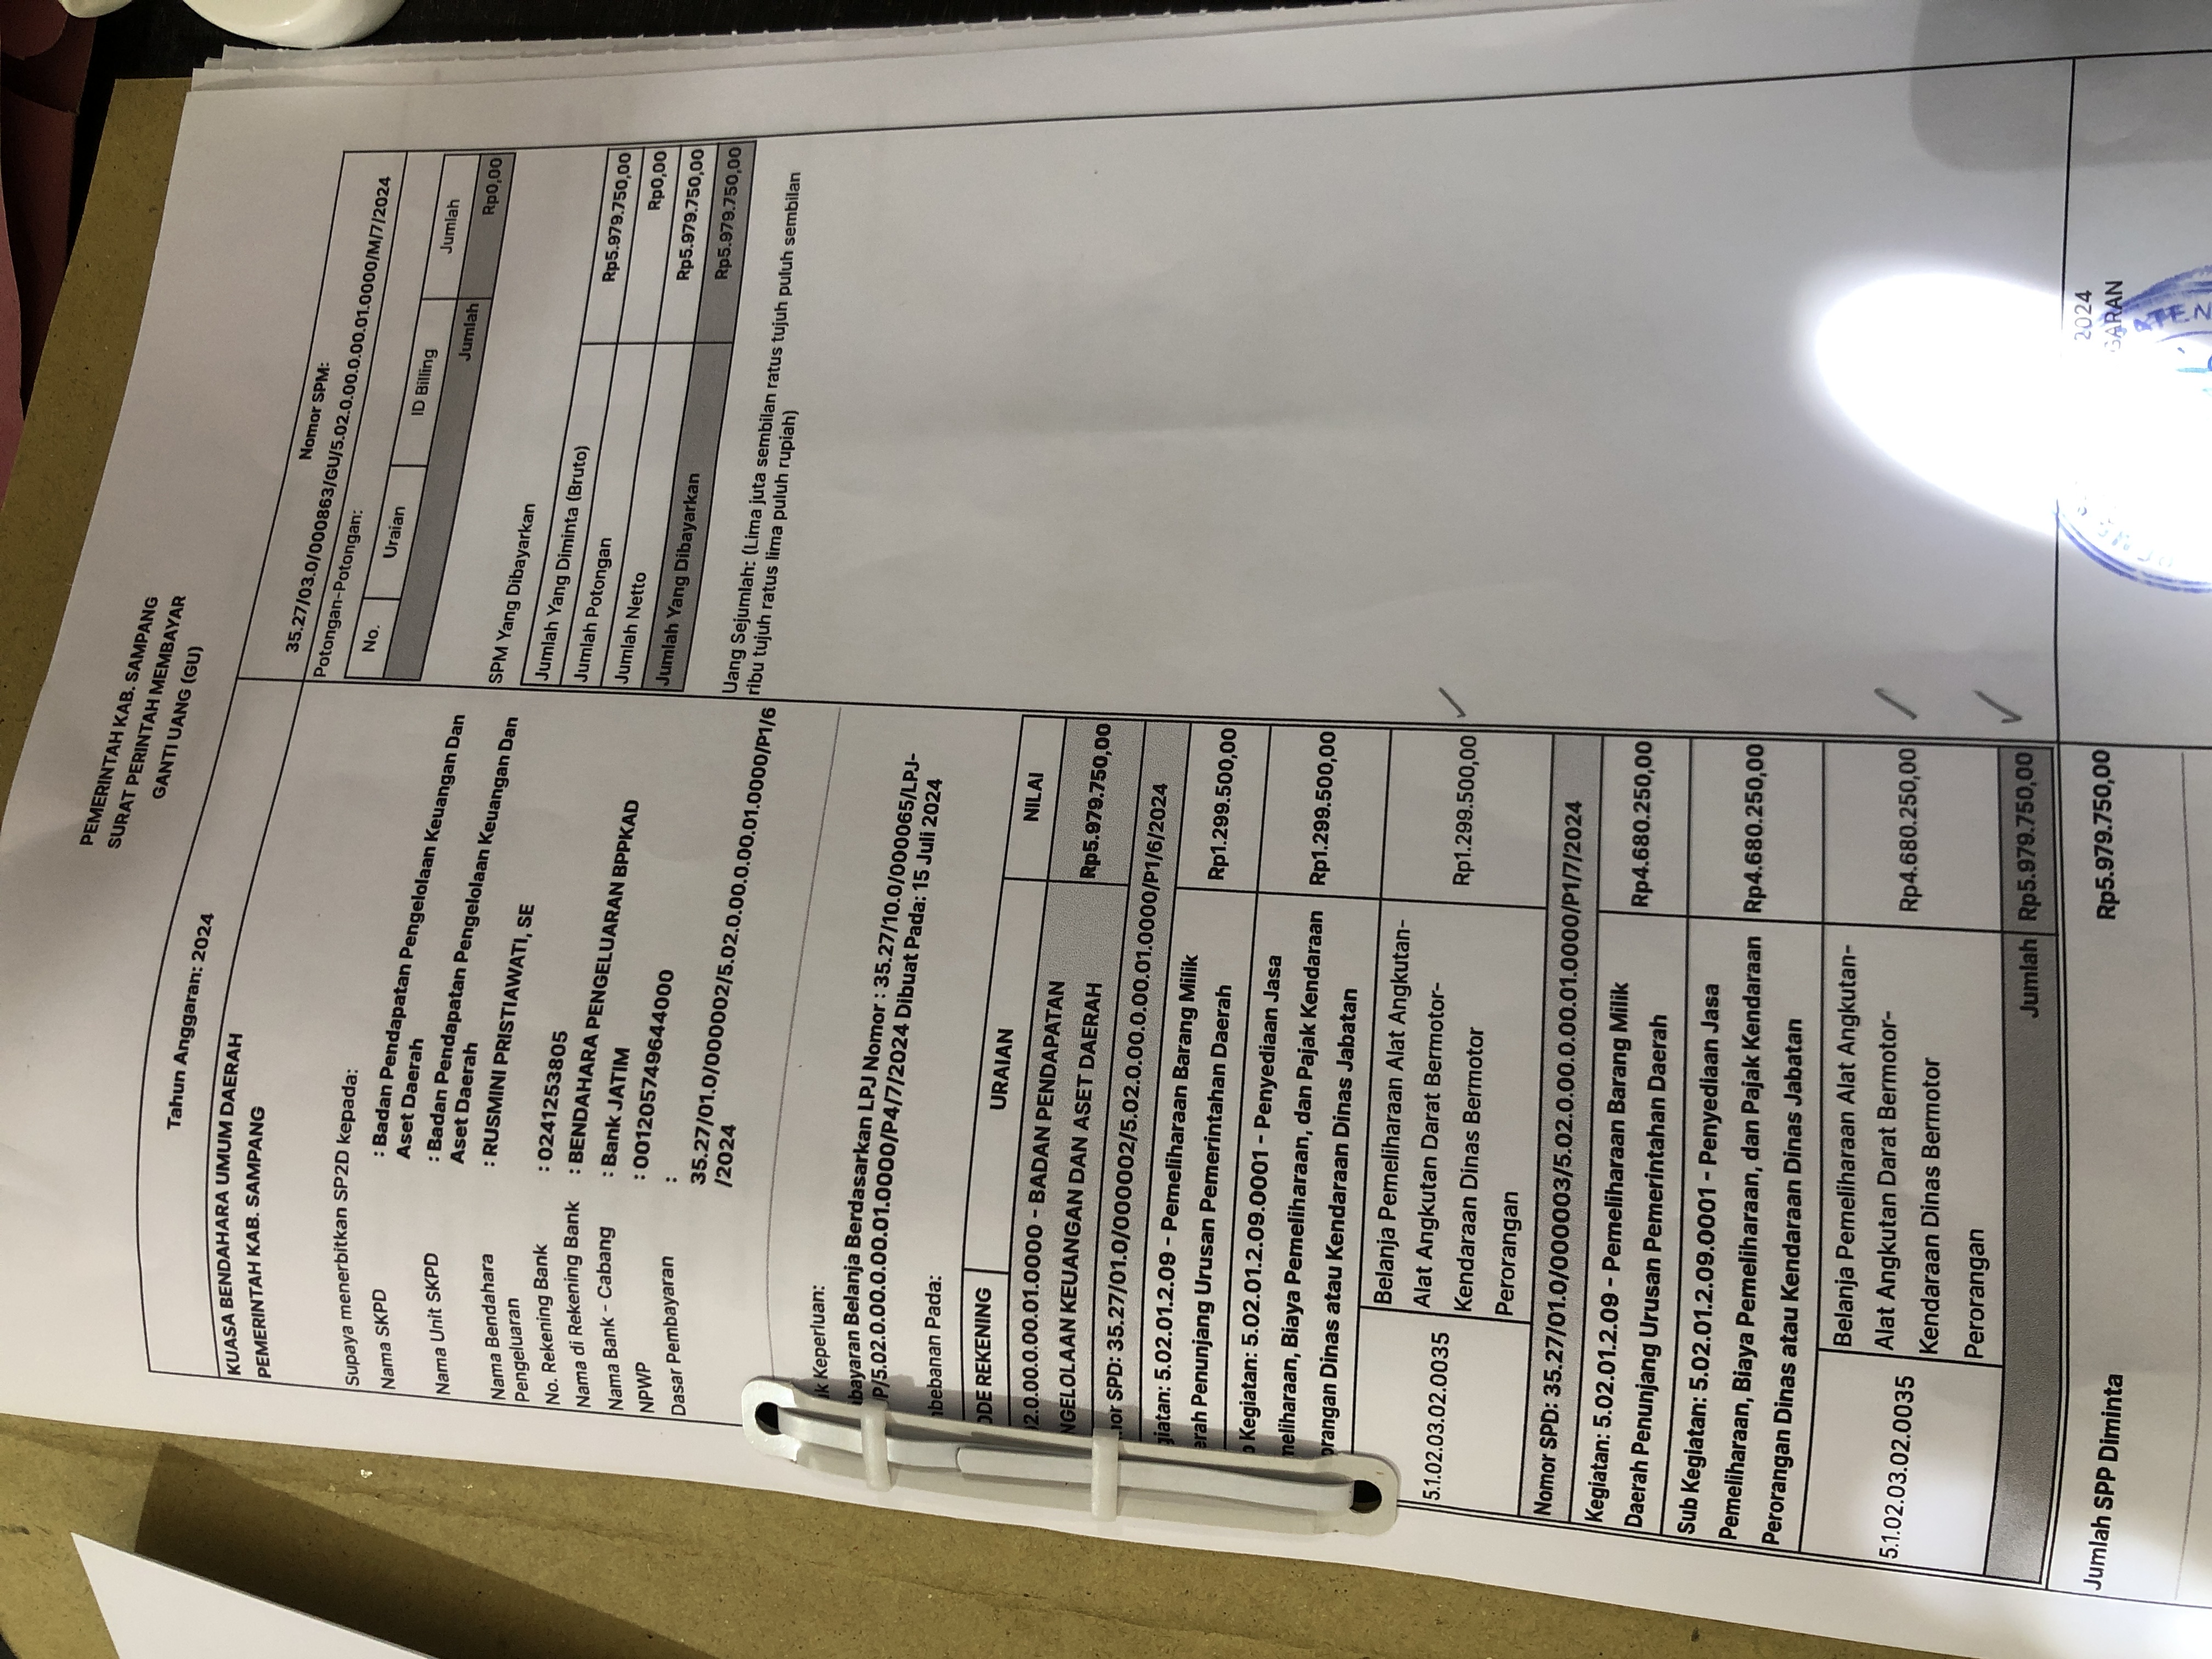 PEMERINTAH KAB. SAMPANG
SURAT PERINTAH MEMBAYAR
GANTI UANG (GU)
Tahun Anggaran: 2024
Nomor SPM:
35.27/03.0/000863/GU/5.02.0.00.0.00.01.0000/M/7/2024
KUASA BENDAHARA UMUM DAERAH
PEMERINTAH KAB. SAMPANG
Supaya menerbitkan SP2D kepada:
Nama SKPD : Badan Pendapatan Pengelolaan Keuangan Dan
Aset Daerah
Nama Unit SKPD : Badan Pendapatan Pengelolaan Keuangan Dan
Aset Daerah
Nama Bendahara : RUSMINI PRISTIAWATI, SE
Pengeluaran
No. Rekening Bank : 0241253805
Nama di Rekening Bank : BENDAHARA PENGELUARAN BPPKAD
Nama Bank - Cabang : Bank JATIM
NPWP : 001205749644000
Dasar Pembayaran :
35.27/01.0/000002/5.02.0.00.0.00.01.0000/P1/6
/2024
Potongan-Potongan:
No. Uraian ID Billing Jumlah
Jumlah Rp0,00
SPM Yang Dibayarkan
Jumlah Yang Diminta (Bruto) Rp5.979.750,00
Jumlah Potongan Rp0,00
Jumlah Netto Rp5.979.750,00
Jumlah Yang Dibayarkan Rp5.979.750,00
Uang Sejumlah: (Lima juta sembilan ratus tujuh puluh sembilan
ribu tujuh ratus lima puluh rupiah)
k Keperluan:
bayaran Belanja Berdasarkan LPJ Nomor : 35.27/10.0/000065/LPJ-
P/5.02.0.00.0.00.01.0000/P4/7/2024 Dibuat Pada: 15 Juli 2024
bebanan Pada:
ODE REKENING URAIAN NILAI
02.0.00.0.00.01.0000 - BADAN PENDAPATAN
NGELOLAAN KEUANGAN DAN ASET DAERAH Rp5.979.750,00
or SPD: 35.27/01.0/000002/5.02.0.00.0.00.01.0000/P1/6/2024
giatan: 5.02.01.2.09 - Pemeliharaan Barang Milik
erah Penunjang Urusan Pemerintahan Daerah Rp1.299.500,00
Kegiatan: 5.02.01.2.09.0001 - Penyediaan Jasa
meliharaan, Biaya Pemeliharaan, dan Pajak Kendaraan Rp1.299.500,00
orangan Dinas atau Kendaraan Dinas Jabatan
5.1.02.03.02.0035 Belanja Pemeliharaan Alat Angkutan-
Alat Angkutan Darat Bermotor-
Kendaraan Dinas Bermotor Rp1.299.500,00
Perorangan
Nomor SPD: 35.27/01.0/000003/5.02.0.00.0.00.01.0000/P1/7/2024
Kegiatan: 5.02.01.2.09 - Pemeliharaan Barang Milik
Daerah Penunjang Urusan Pemerintahan Daerah Rp4.680.250,00
Sub Kegiatan: 5.02.01.2.09.0001 - Penyediaan Jasa
Pemeliharaan, Biaya Pemeliharaan, dan Pajak Kendaraan Rp4.680.250,00
Perorangan Dinas atau Kendaraan Dinas Jabatan
5.1.02.03.02.0035 Belanja Pemeliharaan Alat Angkutan-
Alat Angkutan Darat Bermotor- Rp4.680.250,00
Kendaraan Dinas Bermotor
Perorangan
Jumlah Rp5.979.750,00
Jumlah SPP Diminta Rp5.979.750,00
2024
GARAN